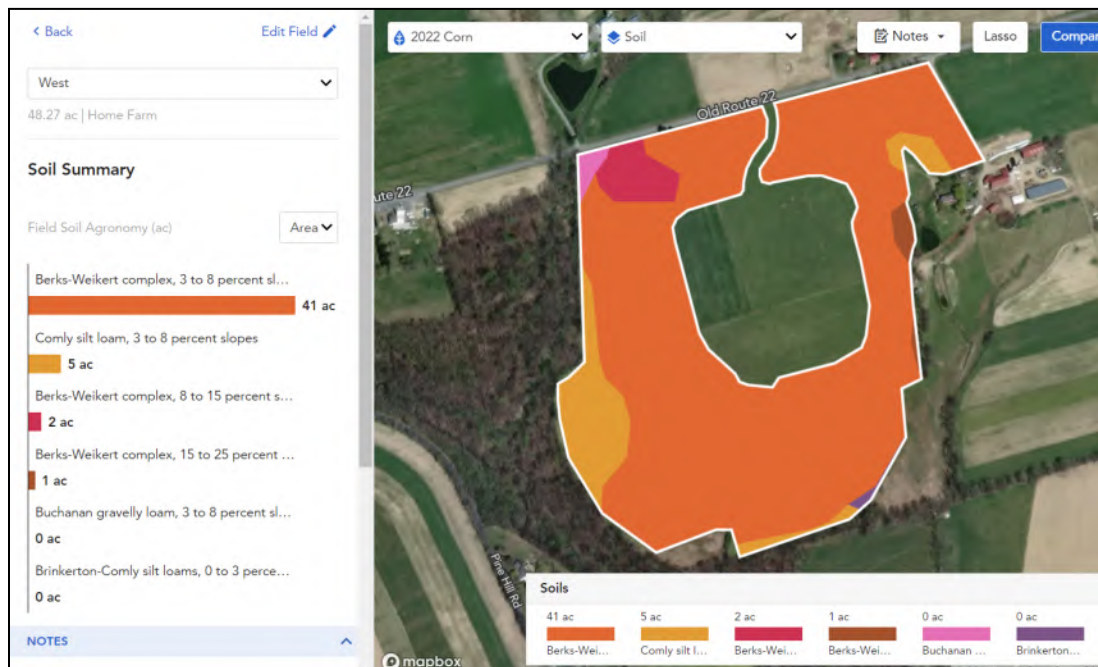 Back
Edit Field
West
48.27 ac | Home Farm
Soil Summary
Field Soil Agronomy (ac)
Area
Berks-Weikert complex, 3 to 8 percent sl...
41 ac
Comly silt loam, 3 to 8 percent slopes
5 ac
Berks-Weikert complex, 8 to 15 percent s...
2 ac
Berks-Weikert complex, 15 to 25 percent ...
1 ac
Buchanan gravelly loam, 3 to 8 percent sl...
0 ac
Brinkerton-Comly silt loams, 0 to 3 perce...
0 ac
NOTES
2022 Corn
Soil
Notes
Lasso
Compar
Old Route 22
ute 22
Pine Hill Rd
Soils
41 ac 5 ac 2 ac 1 ac 0 ac 0 ac
Berks-Wei... Comly silt l... Berks-Wei... Berks-Wei... Buchanan ... Brinkerton...
mapbox